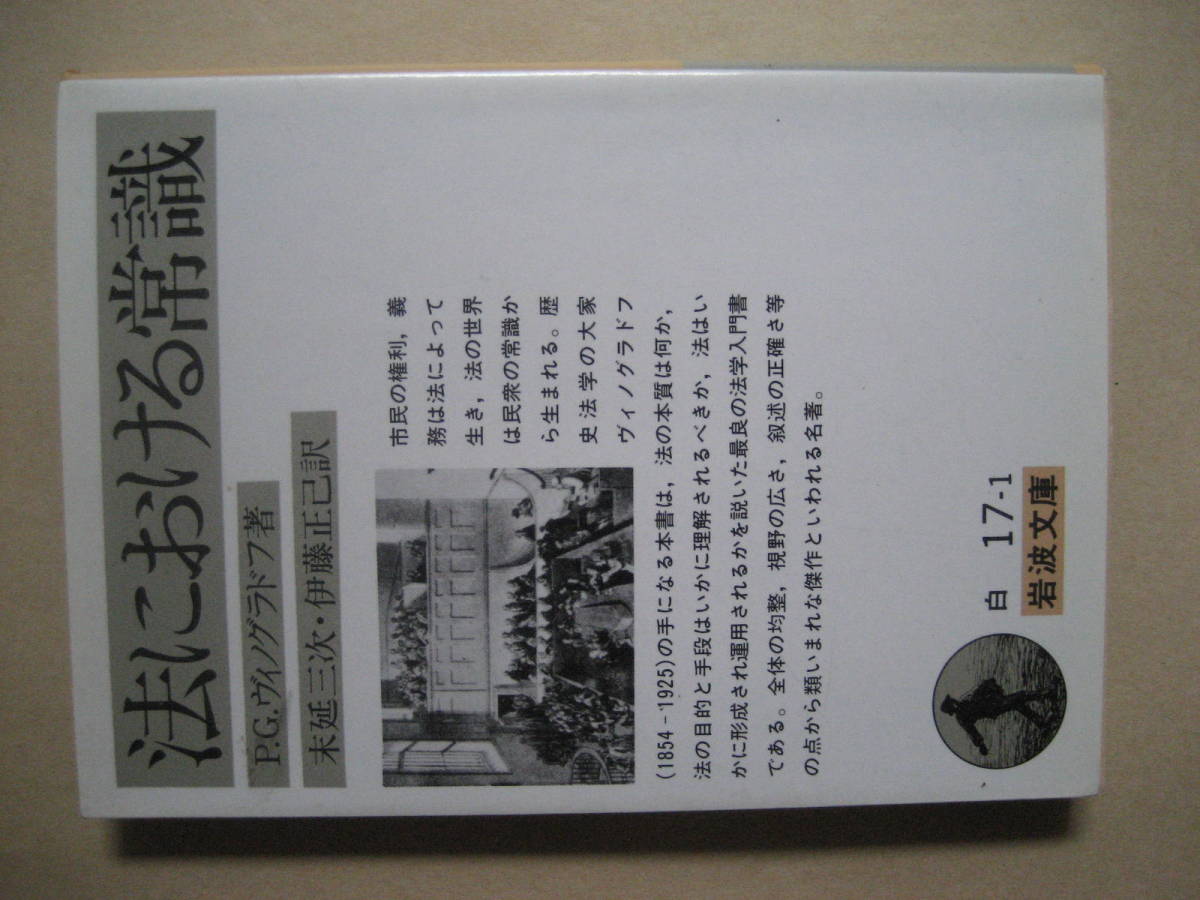 法における常識
P.G.ヴィノグラドフ著
末延三次・伊藤正己訳
市民の権利，義
務は法によって
生き，法の世界
は民衆の常識か
ら生まれる。歴
史法学の大家
ヴィノグラドフ
(1854-1925)の手になる本書は，法の本質は何か，
法の目的と手段はいかに理解されるべきか，法はい
かに形成され運用されるかを説いた最良の法学入門書
である。全体の均整，視野の広さ，叙述の正確さ等
の点から類いまれな傑作といわれる名著。
白 17-1
岩波文庫